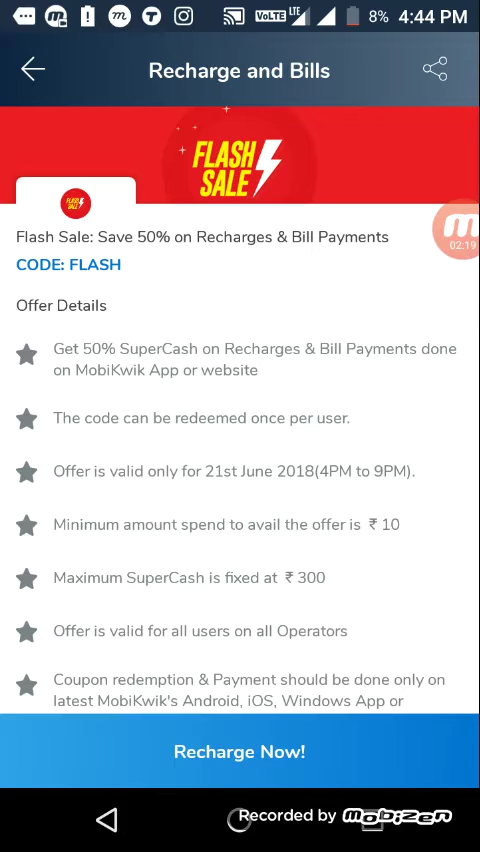 VoLTE LTE 8% 4:44 PM
Recharge and Bills
FLASH
SALE
FLASH
SALE
02:19
Flash Sale: Save 50% on Recharges & Bill Payments
CODE: FLASH
Offer Details
Get 50% SuperCash on Recharges & Bill Payments done
on MobiKwik App or website
The code can be redeemed once per user.
Offer is valid only for 21st June 2018(4PM to 9PM).
Minimum amount spend to avail the offer is ₹ 10
Maximum SuperCash is fixed at ₹ 300
Offer is valid for all users on all Operators
Coupon redemption & Payment should be done only on
latest MobiKwik's Android, iOS, Windows App or
Recharge Now!
Recorded by Mobizen